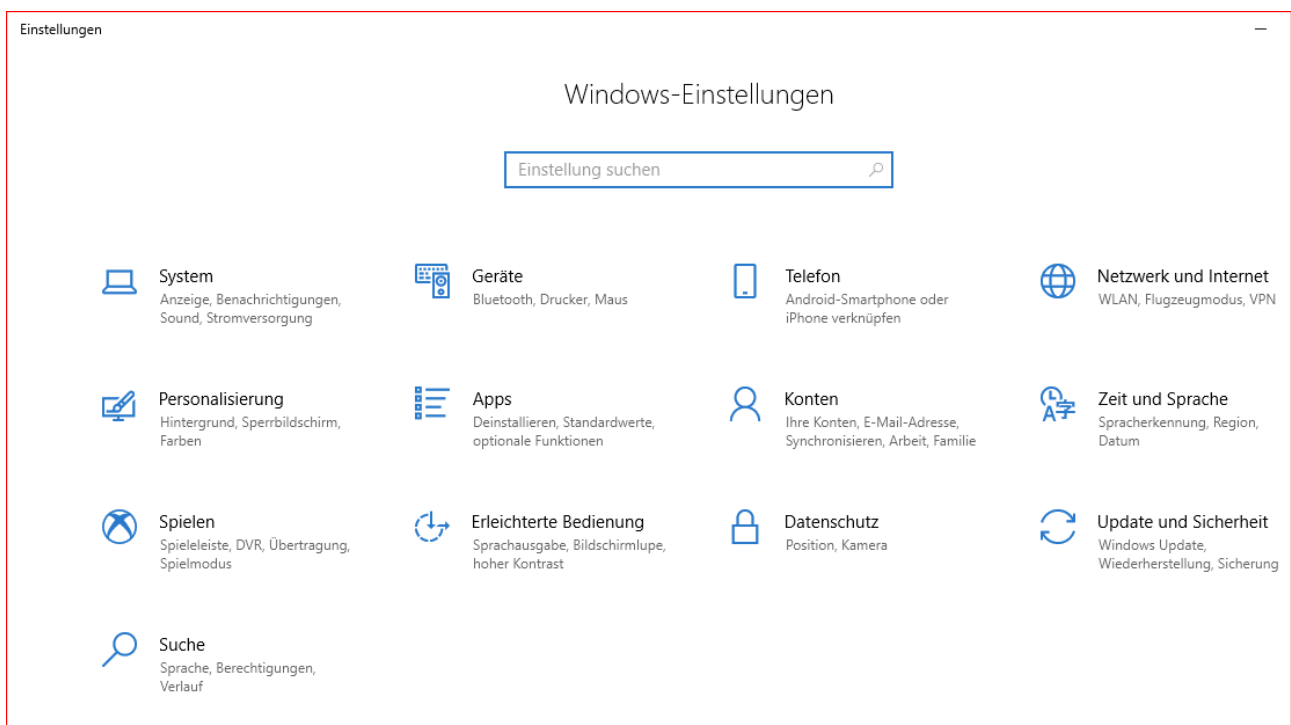 Einstellungen
Windows-Einstellungen
Einstellung suchen
System
Anzeige, Benachrichtigungen,
Sound, Stromversorgung
Geräte
Bluetooth, Drucker, Maus
Telefon
Android-Smartphone oder
iPhone verknüpfen
Netzwerk und Internet
WLAN, Flugzeugmodus, VPN
Personalisierung
Hintergrund, Sperrbildschirm,
Farben
Apps
Deinstallieren, Standardwerte,
optionale Funktionen
Konten
Ihre Konten, E-Mail-Adresse,
Synchronisieren, Arbeit, Familie
Zeit und Sprache
Spracherkennung, Region,
Datum
Spielen
Spieleleiste, DVR, Übertragung,
Spielmodus
Erleichterte Bedienung
Sprachausgabe, Bildschirmlupe,
hoher Kontrast
Datenschutz
Position, Kamera
Update und Sicherheit
Windows Update,
Wiederherstellung, Sicherung
Suche
Sprache, Berechtigungen,
Verlauf